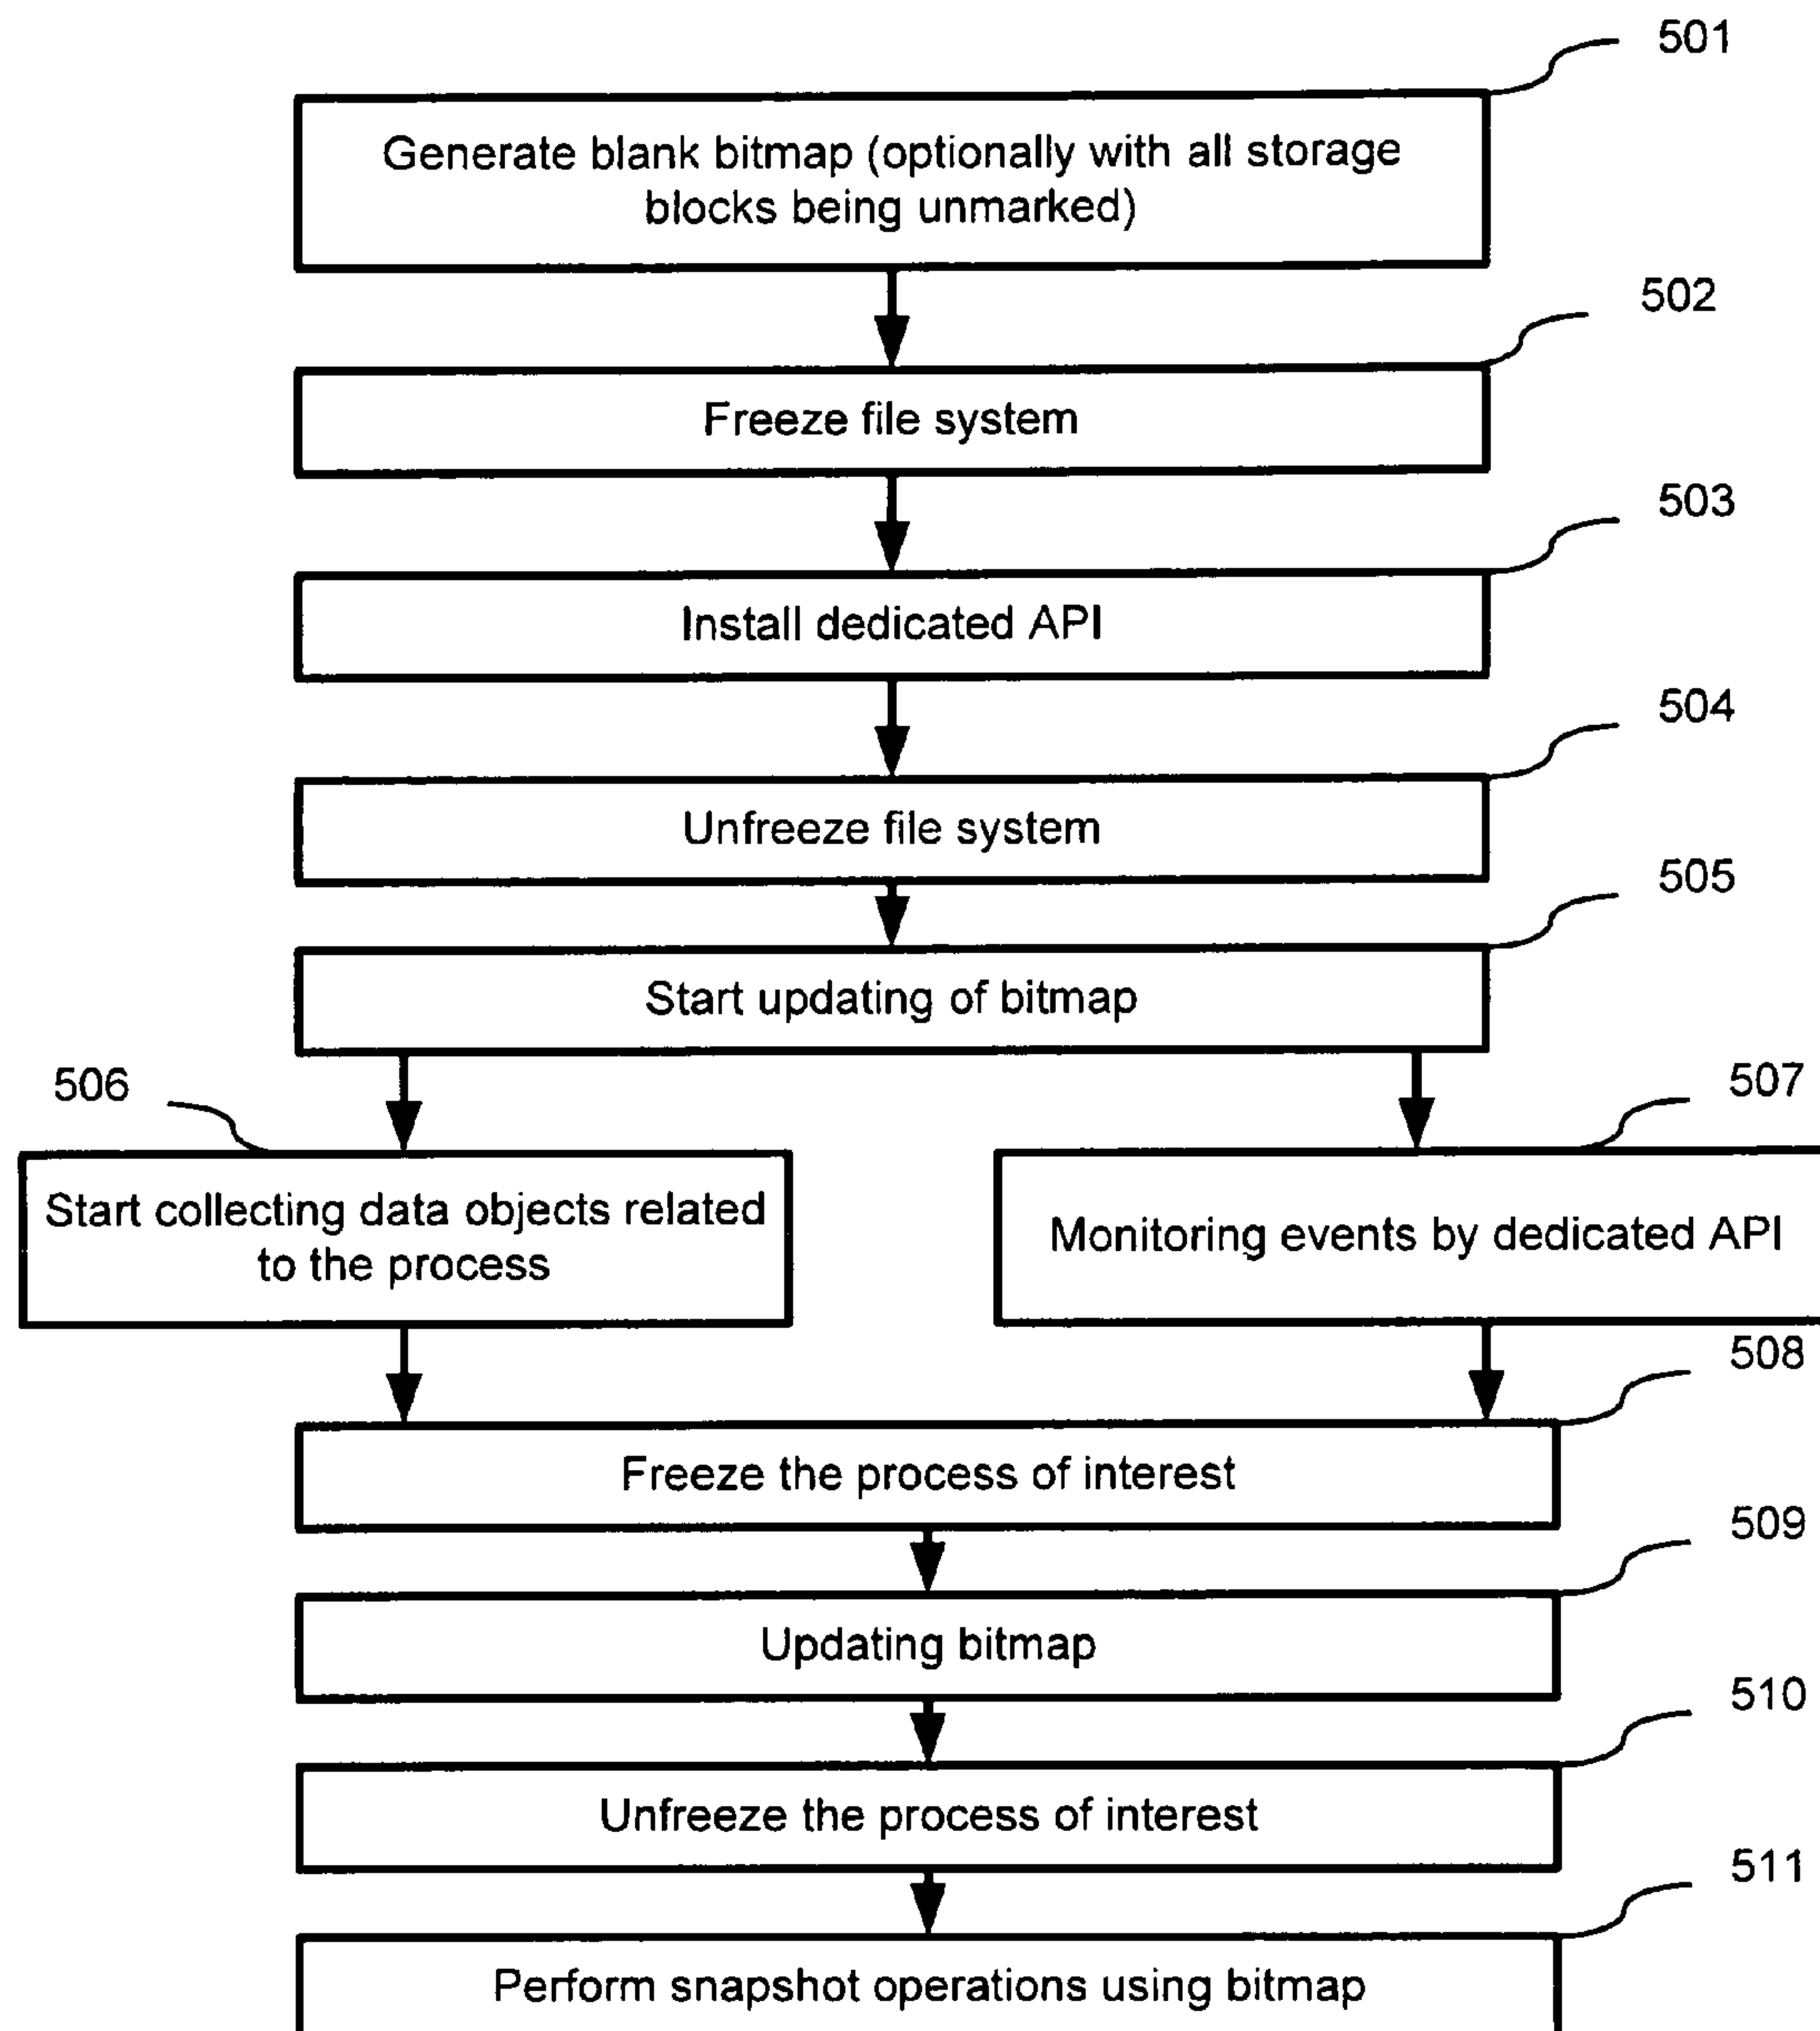 501
Generate blank bitmap (optionally with all storage
blocks being unmarked)
502
Freeze file system
503
Install dedicated API
504
Unfreeze file system
505
Start updating of bitmap
506
507
Start collecting data objects related
to the process
Monitoring events by dedicated API
508
Freeze the process of interest
509
Updating bitmap
510
Unfreeze the process of interest
511
Perform snapshot operations using bitmap